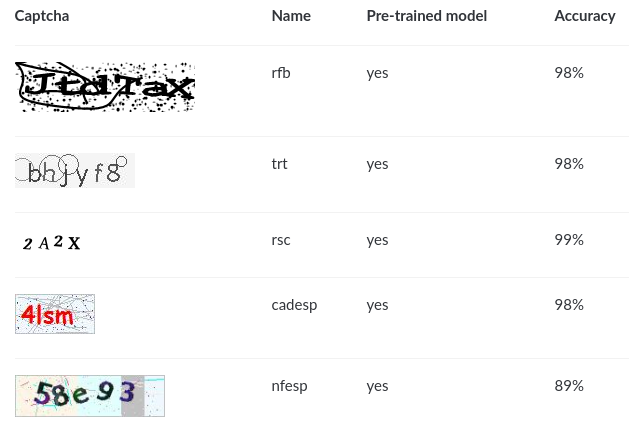 Captcha Name Pre-trained model Accuracy
JtdTaX rfb yes 98%
bhjyf8 trt yes 98%
2A2X rsc yes 99%
4lsm cadesp yes 98%
58e93 nfesp yes 89%